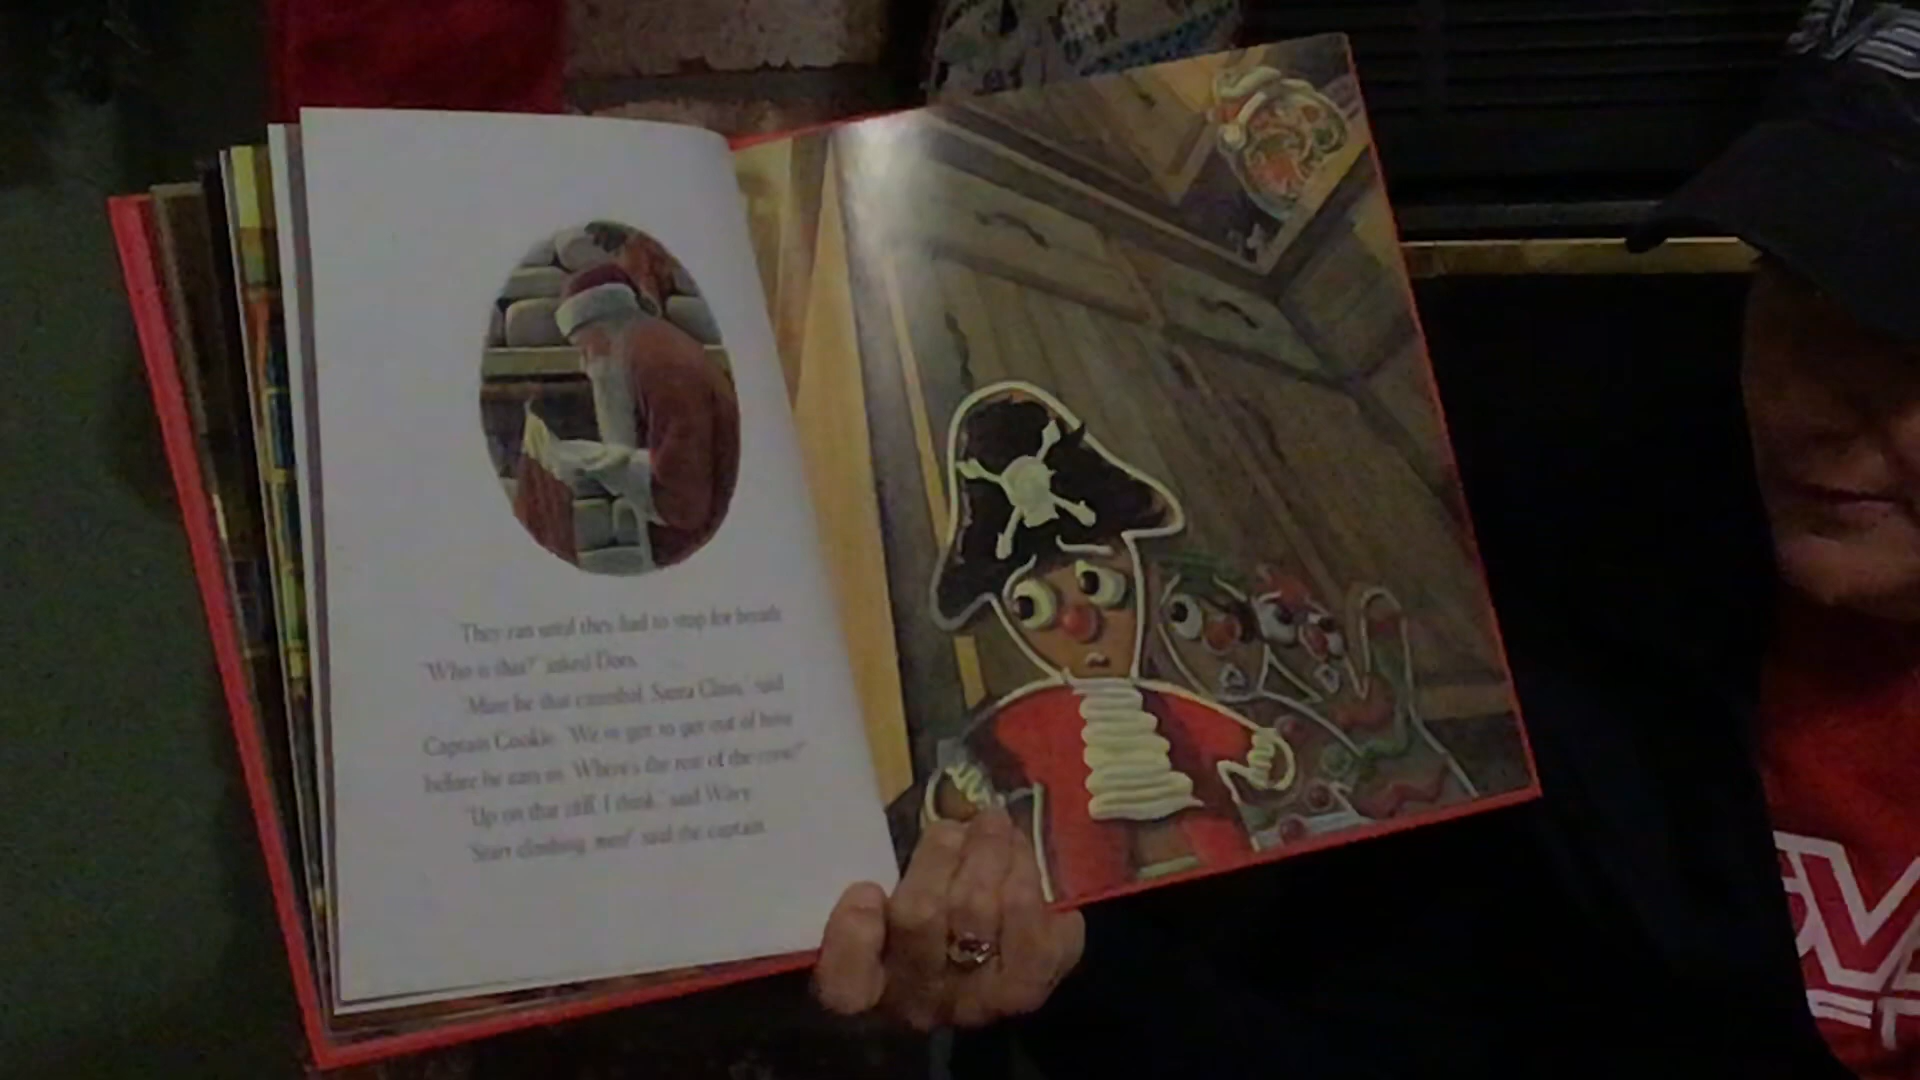 They ran until they had to stop for breath.
"Who is that?" asked Dots.
"Must be that cannibal, Santa Claus," said
Captain Cookie. "We've got to get out of here
before he eats us. Where's the rest of the crew?"
"Up on that cliff, I think," said Wavy.
"Start climbing, men!" said the captain.